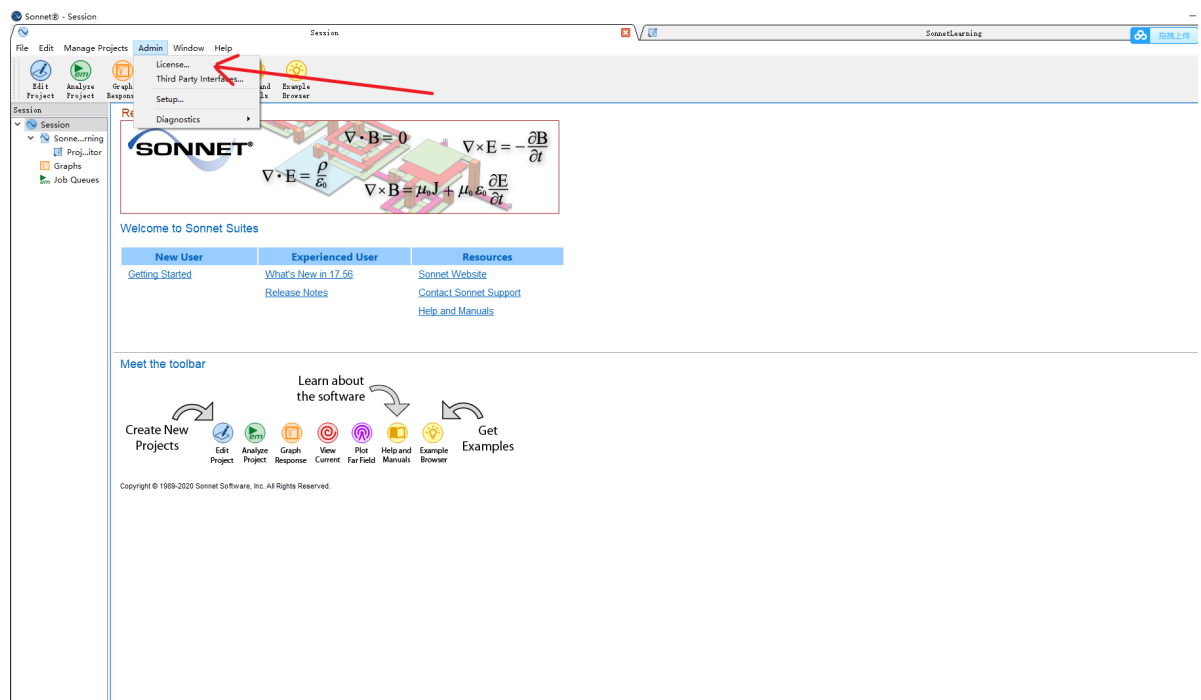 Sonnet® - Session
Session
SonnetLearning
拖拽上传
File Edit Manage Projects Admin Window Help
License...
Third Party Interfaces...
Setup...
Diagnostics
Edit Project
Analyze Project
Graph
Example Browser
Session
Session
Sonne...rning
Proj...itor
Graphs
Job Queues
SONNET®
∇·B = 0
∇×E = −∂B/∂t
∇·E = ρ/ε₀
∇×B = μ₀J + μ₀ε₀ ∂E/∂t
Welcome to Sonnet Suites
New User Experienced User Resources
Getting Started What's New in 17.56 Sonnet Website
Release Notes Contact Sonnet Support
Help and Manuals
Meet the toolbar
Learn about
the software
Create New
Projects
Get
Examples
Edit Project
Analyze Project
Graph Response
View Current
Plot Far Field
Help and Manuals
Example Browser
Copyright © 1989-2020 Sonnet Software, Inc. All Rights Reserved.